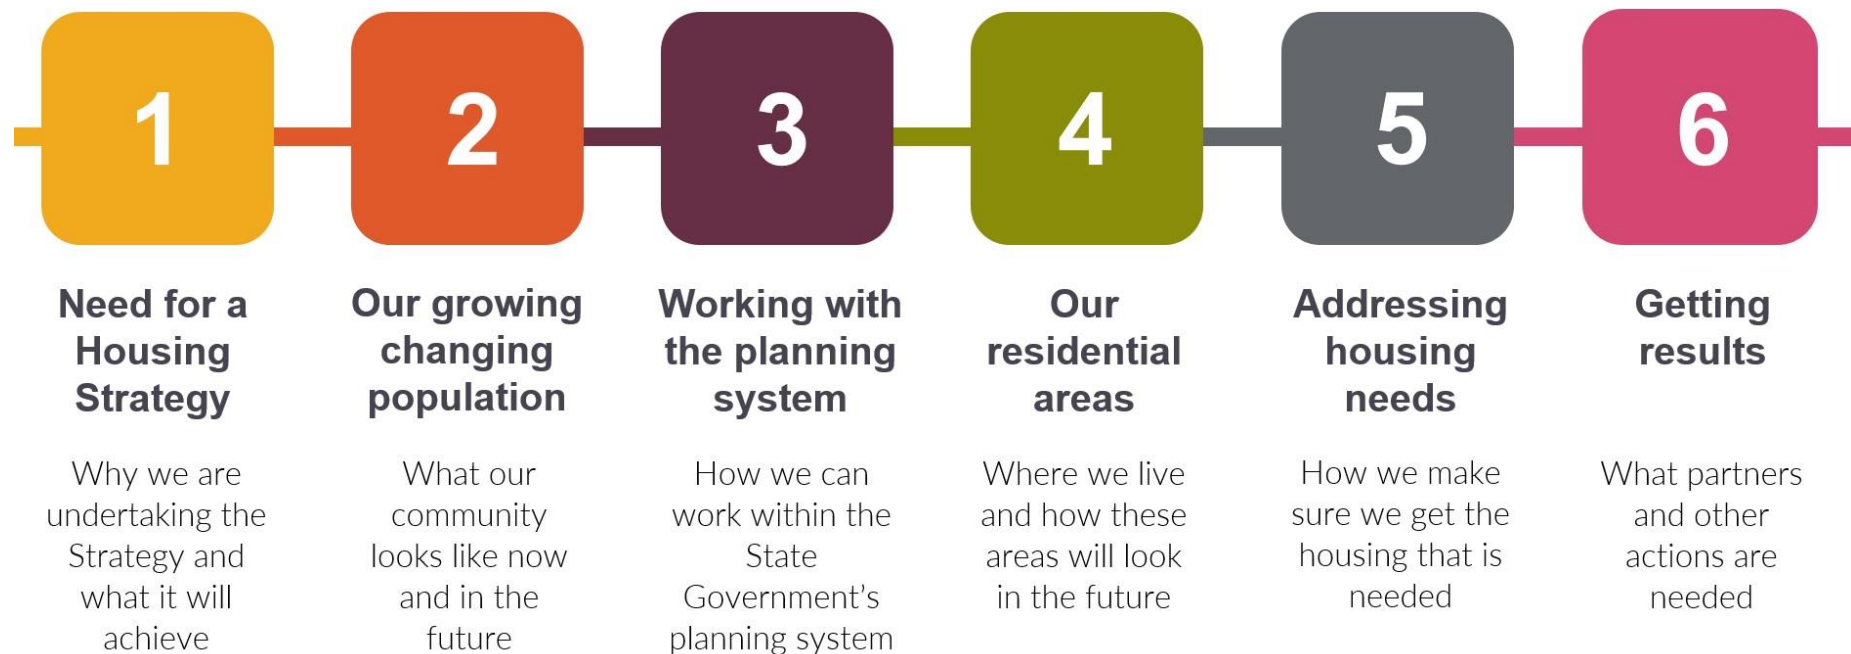 1
2
3
4
5
6
Need for a
Housing
Strategy
Our growing
changing
population
Working with
the planning
system
Our
residential
areas
Addressing
housing
needs
Getting
results
Why we are
undertaking the
Strategy and
what it will
achieve
What our
community
looks like now
and in the
future
How we can
work within the
State
Government’s
planning system
Where we live
and how these
areas will look
in the future
How we make
sure we get the
housing that is
needed
What partners
and other
actions are
needed